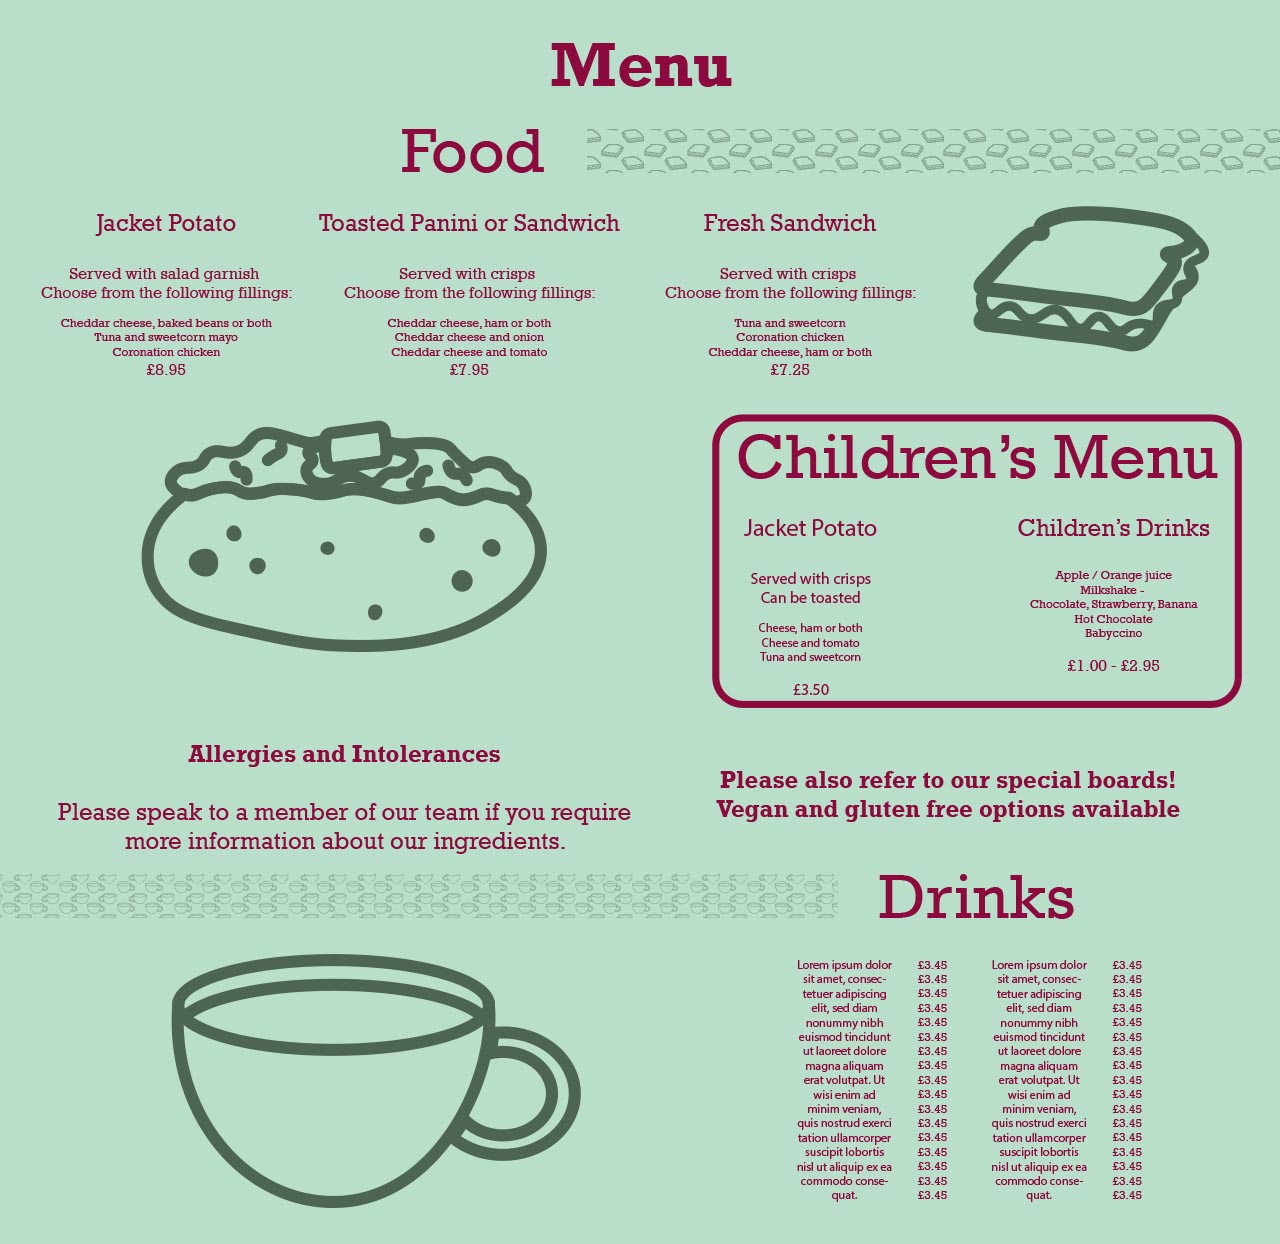 Menu
Food
Jacket Potato
Served with salad garnish
Choose from the following fillings:
Cheddar cheese, baked beans or both
Tuna and sweetcorn mayo
Coronation chicken
£8.95
Toasted Panini or Sandwich
Served with crisps
Choose from the following fillings:
Cheddar cheese, ham or both
Cheddar cheese and onion
Cheddar cheese and tomato
£7.95
Fresh Sandwich
Served with crisps
Choose from the following fillings:
Tuna and sweetcorn
Coronation chicken
Cheddar cheese, ham or both
£7.25
Children’s Menu
Jacket Potato
Served with crisps
Can be toasted
Cheese, ham or both
Cheese and tomato
Tuna and sweetcorn
£3.50
Children’s Drinks
Apple / Orange juice
Milkshake -
Chocolate, Strawberry, Banana
Hot Chocolate
Babyccino
£1.00 - £2.95
Allergies and Intolerances
Please speak to a member of our team if you require
more information about our ingredients.
Please also refer to our special boards!
Vegan and gluten free options available
Drinks
Lorem ipsum dolor £3.45
sit amet, consec- £3.45
tetuer adipiscing £3.45
elit, sed diam £3.45
nonummy nibh £3.45
euismod tincidunt £3.45
ut laoreet dolore £3.45
magna aliquam £3.45
erat volutpat. Ut £3.45
wisi enim ad £3.45
minim veniam, £3.45
quis nostrud exerci £3.45
tation ullamcorper £3.45
suscipit lobortis £3.45
nisl ut aliquip ex ea £3.45
commodo conse- £3.45
quat. £3.45
Lorem ipsum dolor £3.45
sit amet, consec- £3.45
tetuer adipiscing £3.45
elit, sed diam £3.45
nonummy nibh £3.45
euismod tincidunt £3.45
ut laoreet dolore £3.45
magna aliquam £3.45
erat volutpat. Ut £3.45
wisi enim ad £3.45
minim veniam, £3.45
quis nostrud exerci £3.45
tation ullamcorper £3.45
suscipit lobortis £3.45
nisl ut aliquip ex ea £3.45
commodo conse- £3.45
quat. £3.45